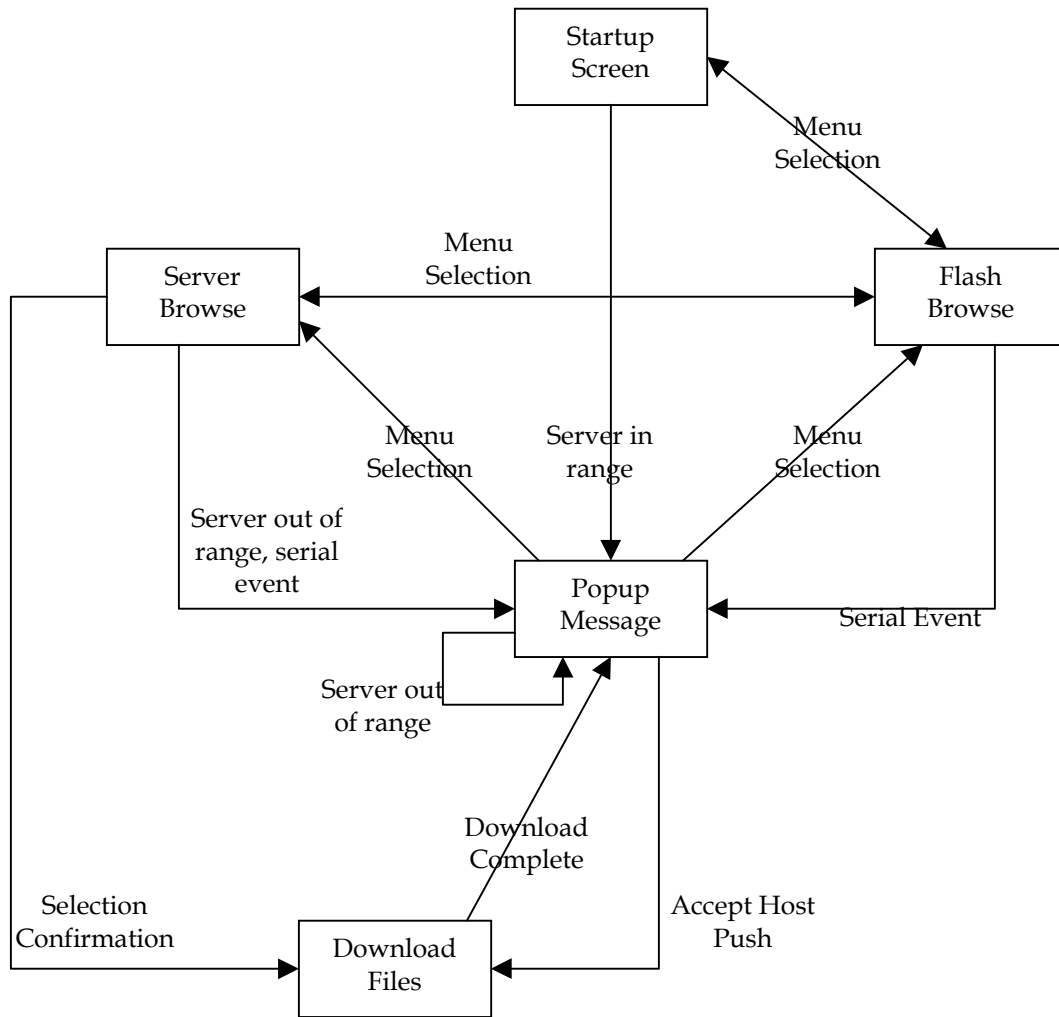 Startup
Screen
Menu
Selection
Menu
Selection
Server
Browse
Flash
Browse
Menu
Selection
Server in
range
Menu
Selection
Server out of
range, serial
event
Popup
Message
Serial Event
Server out
of range
Download
Complete
Selection
Confirmation
Accept Host
Push
Download
Files